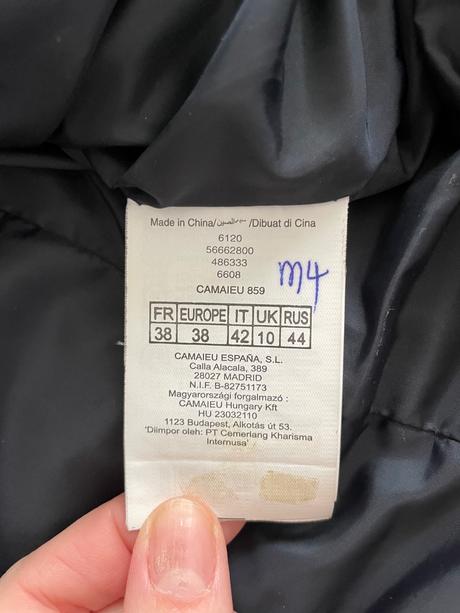 Made in China/صنع في الصين/Dibuat di Cina
6120
56662800
486333
6608
m4
CAMAIEU 859
FR EUROPE IT UK RUS
38 38 42 10 44
CAMAIEU ESPAÑA, S.L.
Calla Alacala, 389
28027 MADRID
N.I.F. B-82751173
Magyarországi forgalmazó :
CAMAIEU Hungary Kft
HU 23032110
1123 Budapest, Alkotás út 53.
'Diimpor oleh: PT Cemerlang Kharisma
Internusa'